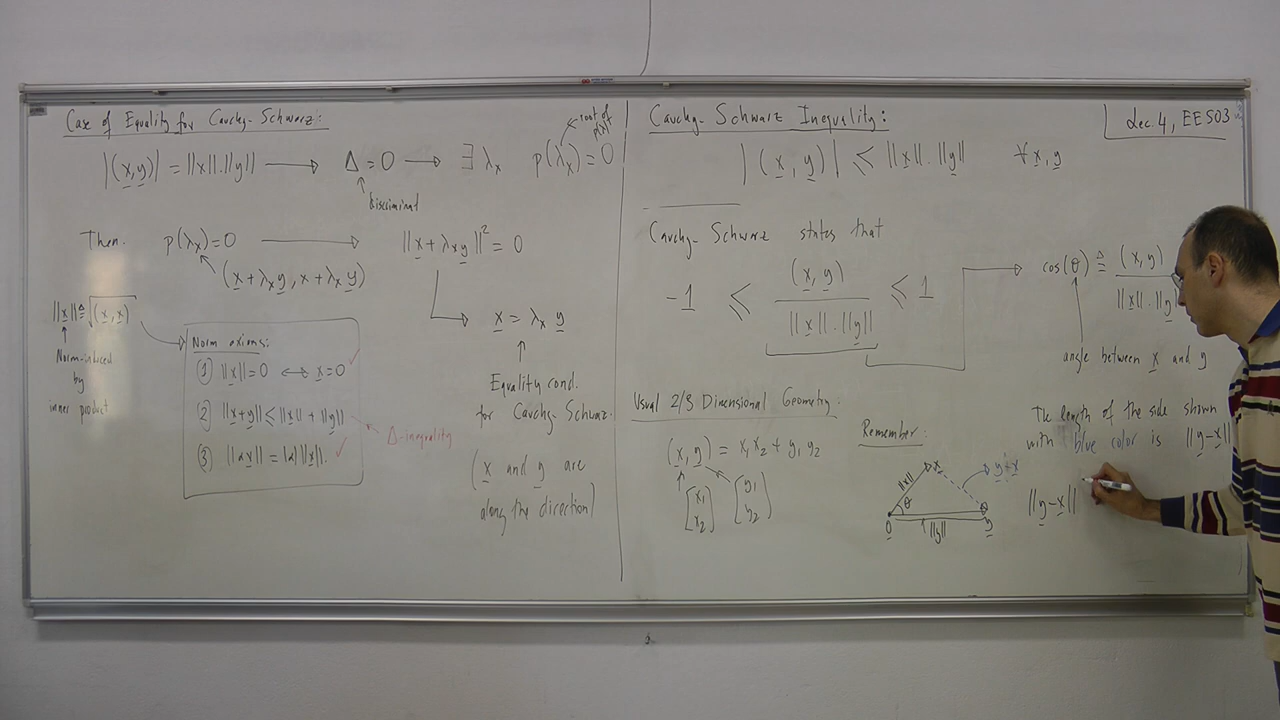 Case of Equality for Cauchy-Schwarz:
|(x,y)| = ||x||.||y|| → Δ=0 → ∃ λx p(λx)=0
root of p(λ)
discriminant
Then. p(λx)=0 → ||x+λx y||² = 0
(x+λx y, x+λx y)
x = λx y
Equality cond.
for Cauchy-Schwarz.
(x and y are
along the direction)
||x|| ≜ √(x,x)
Norm-induced
by
inner product
Norm axioms:
(1) ||x||=0 ↔ x=0 ✓
(2) ||x+y|| ≤ ||x|| + ||y||
Δ-inequality
(3) ||αx|| = |α| ||x||. ✓
Cauchy-Schwarz Inequality:
Lec. 4, EE503
|(x,y)| ≤ ||x||.||y|| ∀x,y
Cauchy-Schwarz states that
-1 ≤ (x,y) / ||x||.||y|| ≤ 1 → cos(θ) ≜ (x,y) / ||x||.||y
angle between x and y
Usual 2/3 Dimensional Geometry.
(x,y) = x₁x₂ + y₁y₂
[x₁ x₂] [y₁ y₂]
Remember:
||x|| x y-x
θ
0 ||y|| y
The length of the side shown
with blue color is ||y-x||
||y-x||